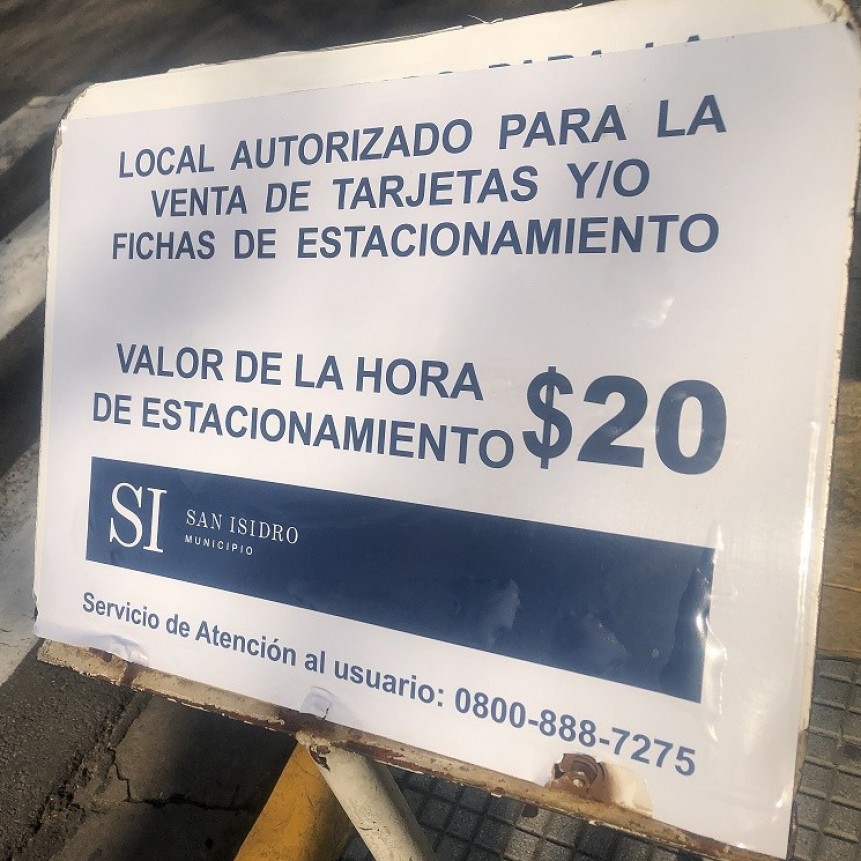 LOCAL AUTORIZADO PARA LA
VENTA DE TARJETAS Y/O
FICHAS DE ESTACIONAMIENTO
VALOR DE LA HORA
DE ESTACIONAMIENTO $20
SI SAN ISIDRO
MUNICIPIO
Servicio de Atención al usuario: 0800-888-7275